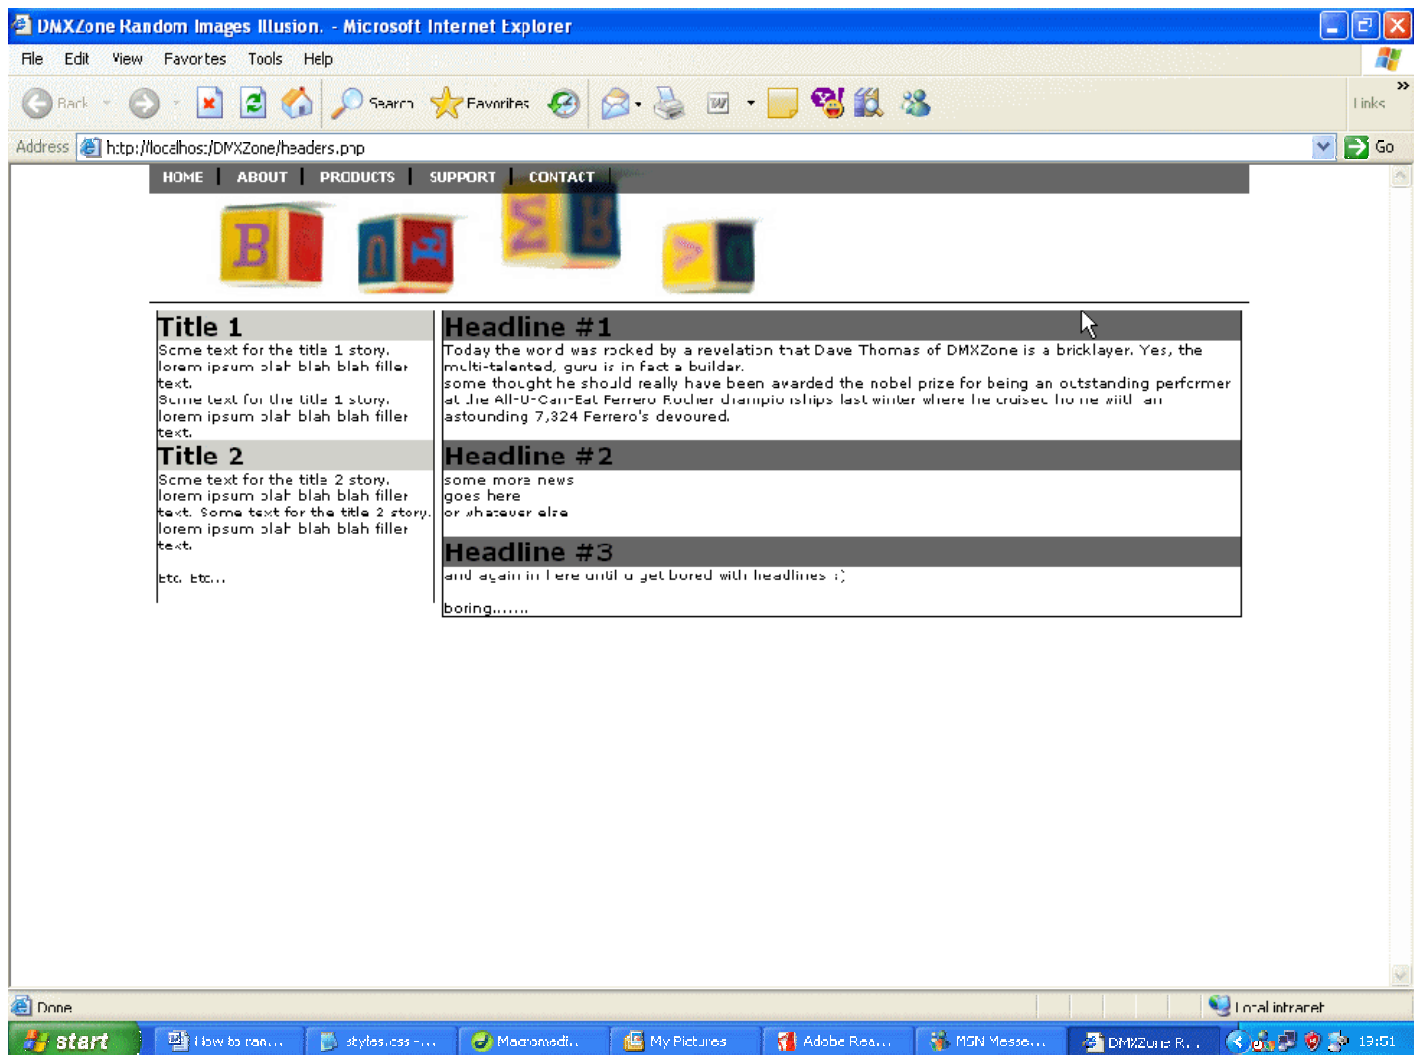 DMXZone Random Images Illusion. - Microsoft Internet Explorer
File Edit View Favorites Tools Help
Back Search Favorites Links
Address http://localhost/DMXZone/headers.php Go
HOME ABOUT PRODUCTS SUPPORT CONTACT
B U E M R V
Title 1
Some text for the title 1 story.
lorem ipsum blah blah blah filler
text.
Some text for the title 1 story.
lorem ipsum blah blah blah filler
text.
Title 2
Some text for the title 2 story.
lorem ipsum blah blah blah filler
text. Some text for the title 2 story.
lorem ipsum blah blah blah filler
text.
Etc. Etc...
Headline #1
Today the world was rocked by a revelation that Dave Thomas of DMXZone is a bricklayer. Yes, the
multi-talented, guru is in fact a builder.
some thought he should really have been awarded the nobel prize for being an outstanding performer
at the All-U-Can-Eat Ferrero Rocher championships last winter where he cruised home wiith an
astounding 7,324 Ferrero's devoured.
Headline #2
some more news
goes here
or whatever else
Headline #3
and again in here until u get bored with headlines :)
boring.......
Done Local intranet
start How to ran... styles.css -... Macromedi... My Pictures Adobe Rea... MSN Messe... DMXZone R... 19:51